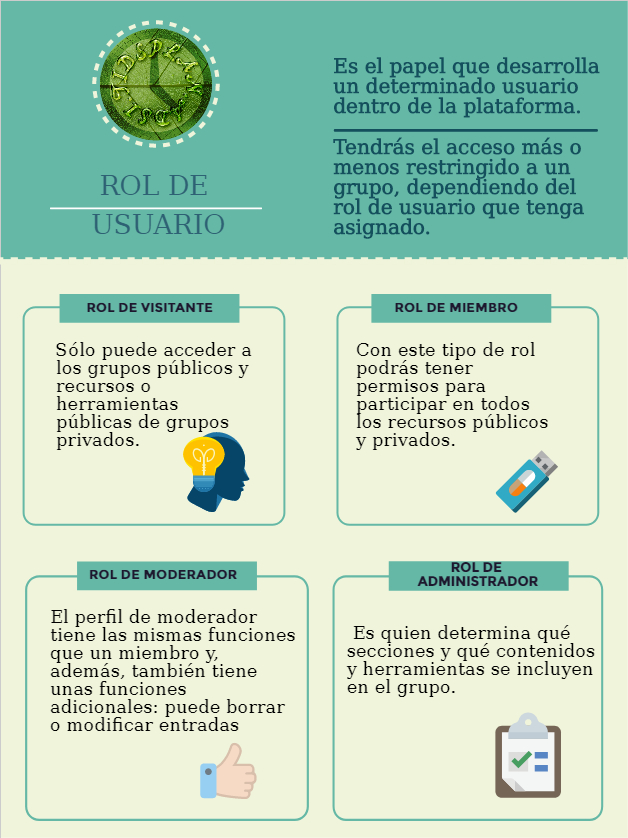 TIDSPLAN
ROL DE
USUARIO
Es el papel que desarrolla
un determinado usuario
dentro de la plataforma.
Tendrás el acceso más o
menos restringido a un
grupo, dependiendo del
rol de usuario que tenga
asignado.
ROL DE VISITANTE
Sólo puede acceder a
los grupos públicos y
recursos o
herramientas
públicas de grupos
privados.
ROL DE MIEMBRO
Con este tipo de rol
podrás tener
permisos para
participar en todos
los recursos públicos
y privados.
ROL DE MODERADOR
El perfil de moderador
tiene las mismas funciones
que un miembro y,
además, también tiene
unas funciones
adicionales: puede borrar
o modificar entradas
ROL DE
ADMINISTRADOR
Es quien determina qué
secciones y qué contenidos
y herramientas se incluyen
en el grupo.